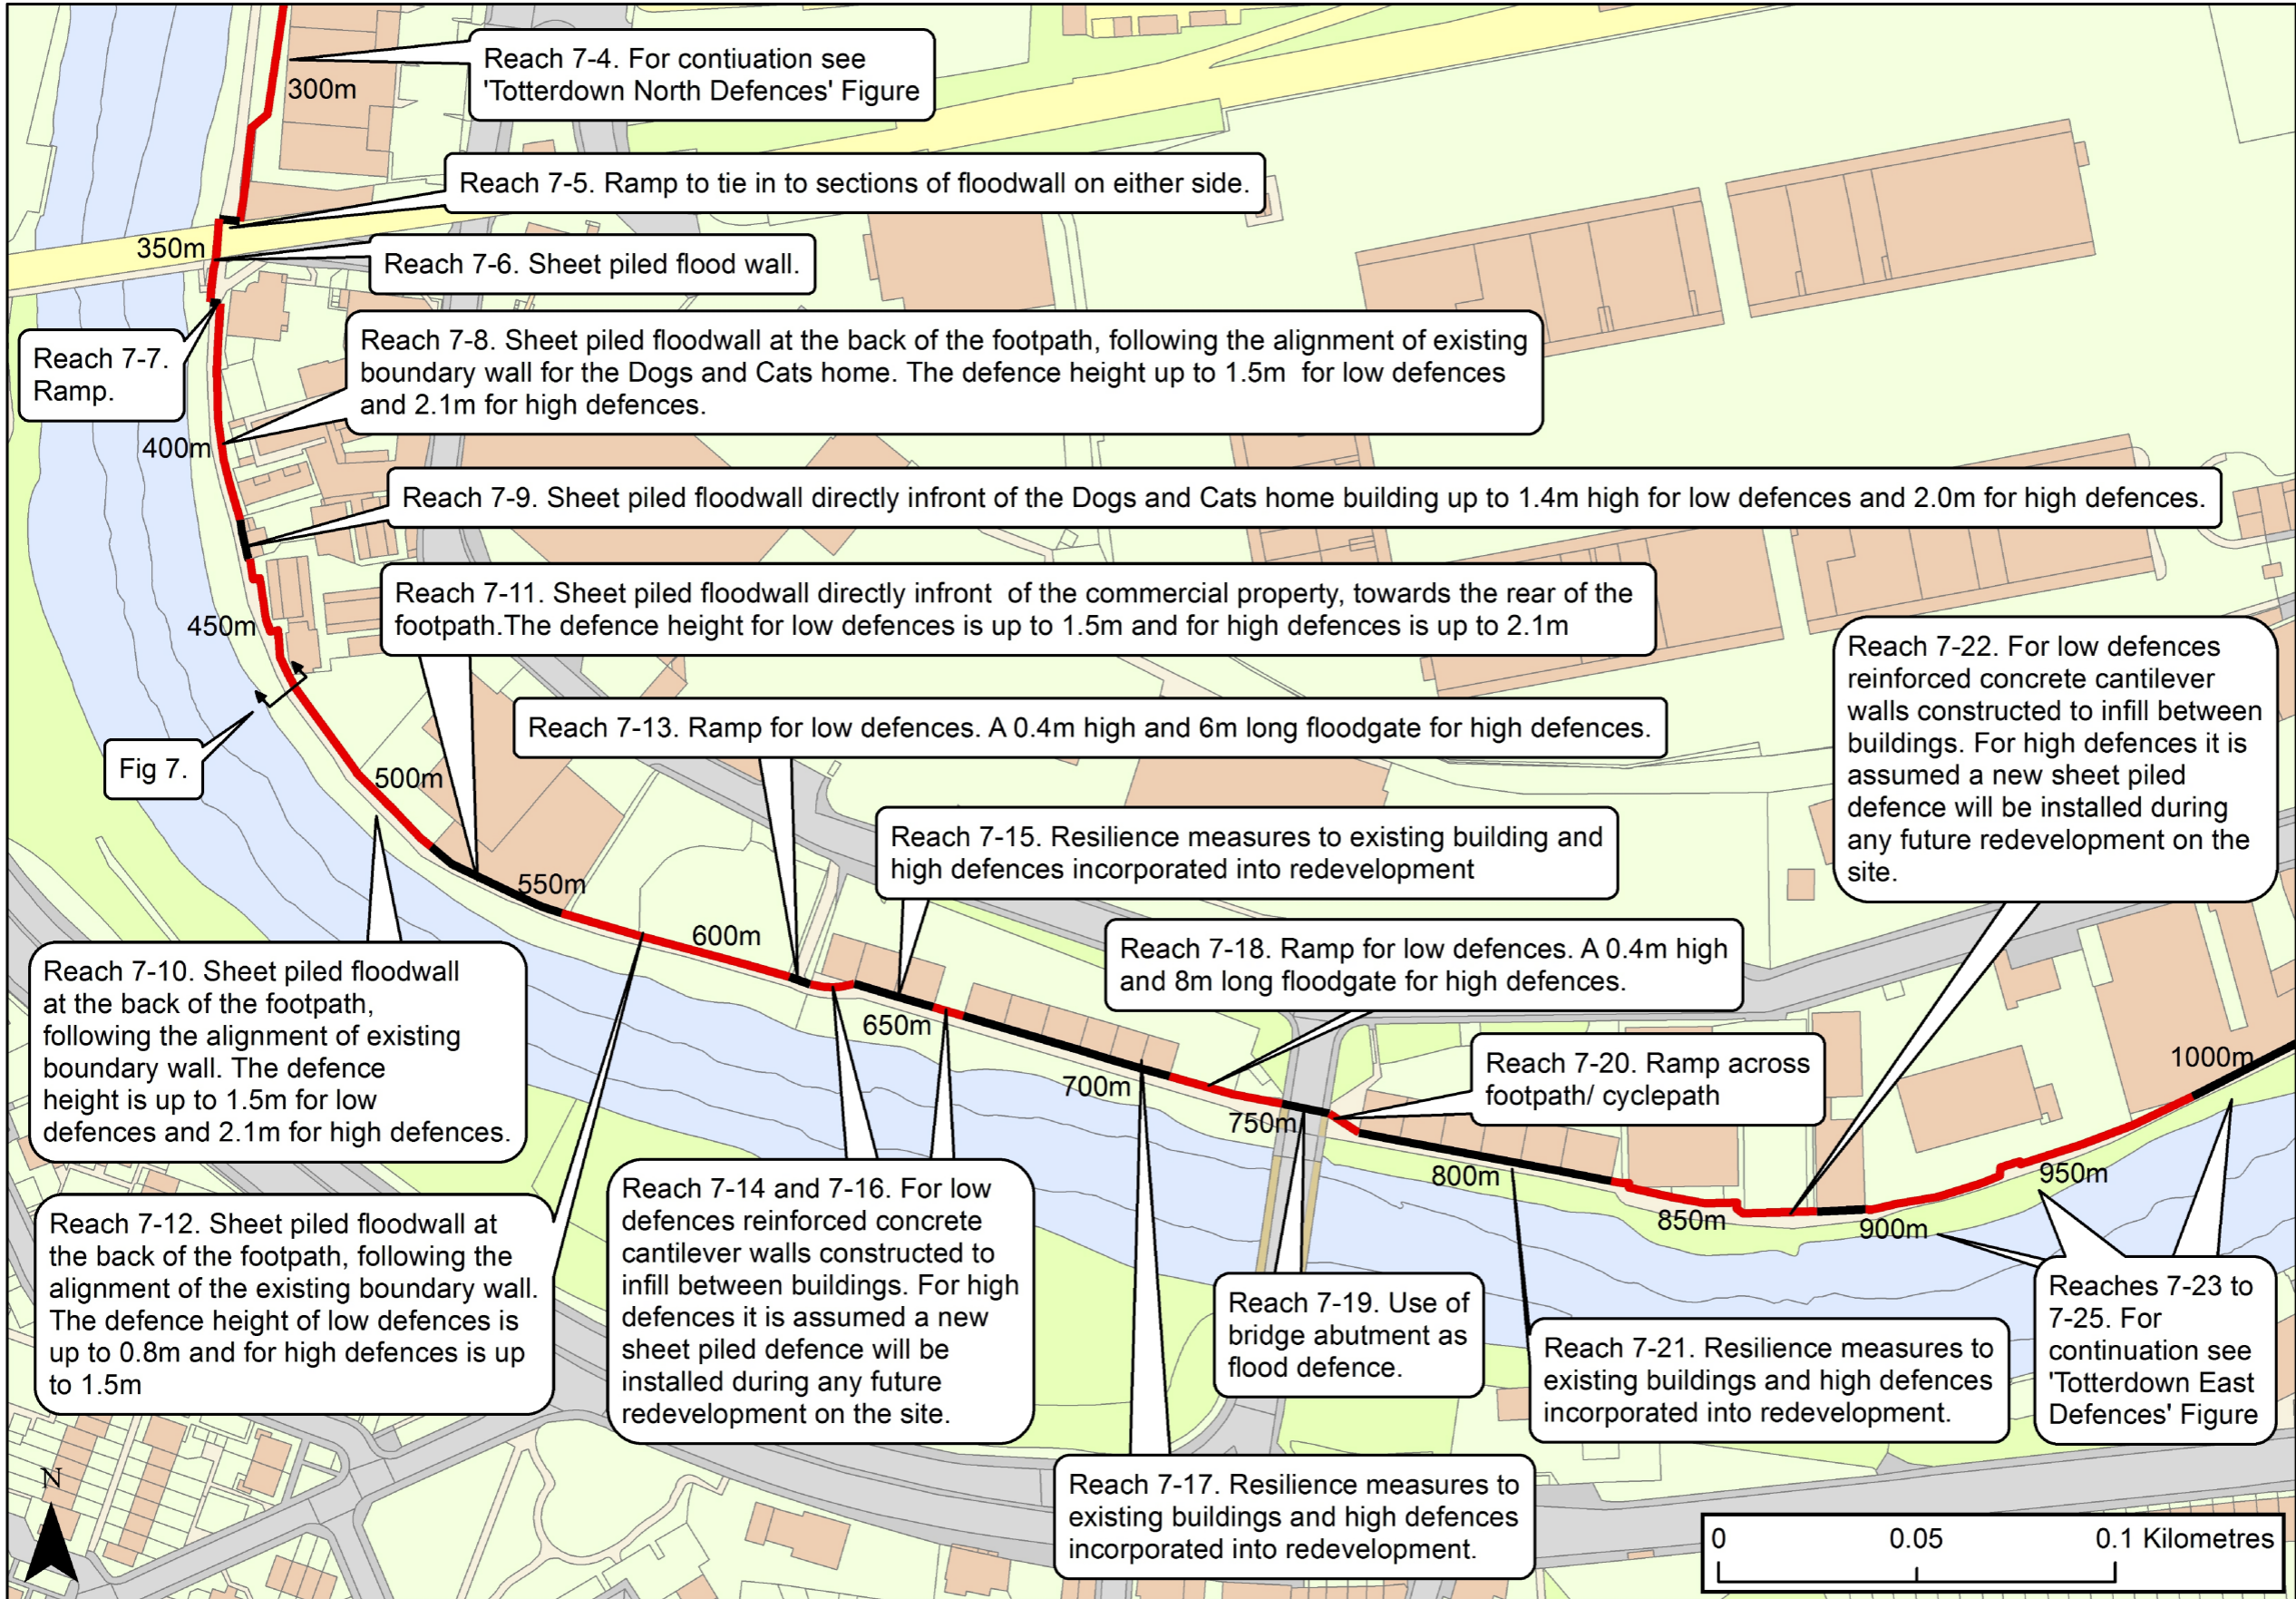 Reach 7-4. For contiuation see
'Totterdown North Defences' Figure
300m
Reach 7-5. Ramp to tie in to sections of floodwall on either side.
350m
Reach 7-6. Sheet piled flood wall.
Reach 7-7.
Ramp.
Reach 7-8. Sheet piled floodwall at the back of the footpath, following the alignment of existing
boundary wall for the Dogs and Cats home. The defence height up to 1.5m for low defences
and 2.1m for high defences.
400m
Reach 7-9. Sheet piled floodwall directly infront of the Dogs and Cats home building up to 1.4m high for low defences and 2.0m for high defences.
Reach 7-11. Sheet piled floodwall directly infront of the commercial property, towards the rear of the
footpath.The defence height for low defences is up to 1.5m and for high defences is up to 2.1m
450m
Reach 7-22. For low defences
reinforced concrete cantilever
walls constructed to infill between
buildings. For high defences it is
assumed a new sheet piled
defence will be installed during
any future redevelopment on the
site.
Reach 7-13. Ramp for low defences. A 0.4m high and 6m long floodgate for high defences.
Fig 7.
500m
Reach 7-15. Resilience measures to existing building and
high defences incorporated into redevelopment
550m
600m
Reach 7-18. Ramp for low defences. A 0.4m high
and 8m long floodgate for high defences.
Reach 7-10. Sheet piled floodwall
at the back of the footpath,
following the alignment of existing
boundary wall. The defence
height is up to 1.5m for low
defences and 2.1m for high defences.
650m
700m
750m
Reach 7-20. Ramp across
footpath/ cyclepath
1000m
800m
850m
900m
950m
Reach 7-12. Sheet piled floodwall at
the back of the footpath, following the
alignment of the existing boundary wall.
The defence height of low defences is
up to 0.8m and for high defences is up
to 1.5m
Reach 7-14 and 7-16. For low
defences reinforced concrete
cantilever walls constructed to
infill between buildings. For high
defences it is assumed a new
sheet piled defence will be
installed during any future
redevelopment on the site.
Reach 7-19. Use of
bridge abutment as
flood defence.
Reach 7-21. Resilience measures to
existing buildings and high defences
incorporated into redevelopment.
Reaches 7-23 to
7-25. For
continuation see
'Totterdown East
Defences' Figure
Reach 7-17. Resilience measures to
existing buildings and high defences
incorporated into redevelopment.
N
0 0.05 0.1 Kilometres